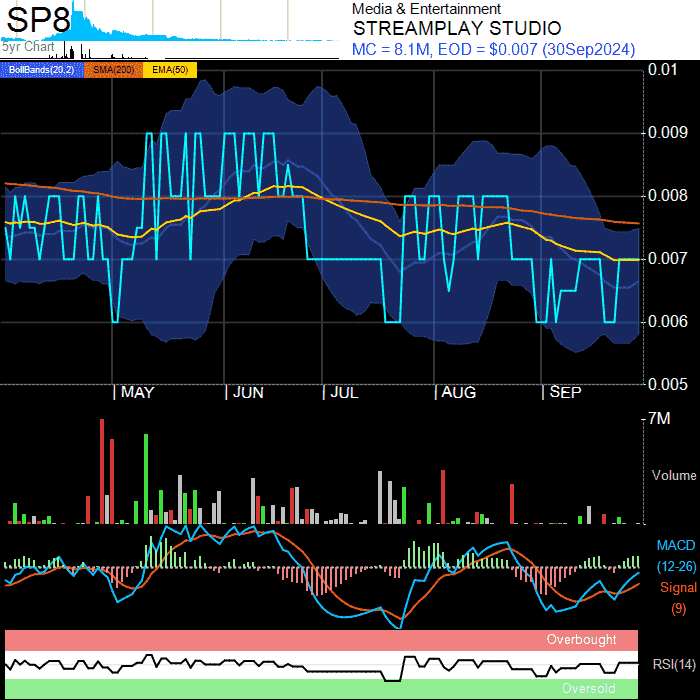 SP8
5yr Chart
Media & Entertainment
STREAMPLAY STUDIO
MC = 8.1M, EOD = $0.007 (30Sep2024)
BollBands(20,2) SMA(200) EMA(50)
0.01
0.009
0.008
0.007
0.006
0.005
MAY JUN JUL AUG SEP
7M
Volume
MACD
(12-26)
Signal
(9)
Overbought
RSI(14)
Oversold